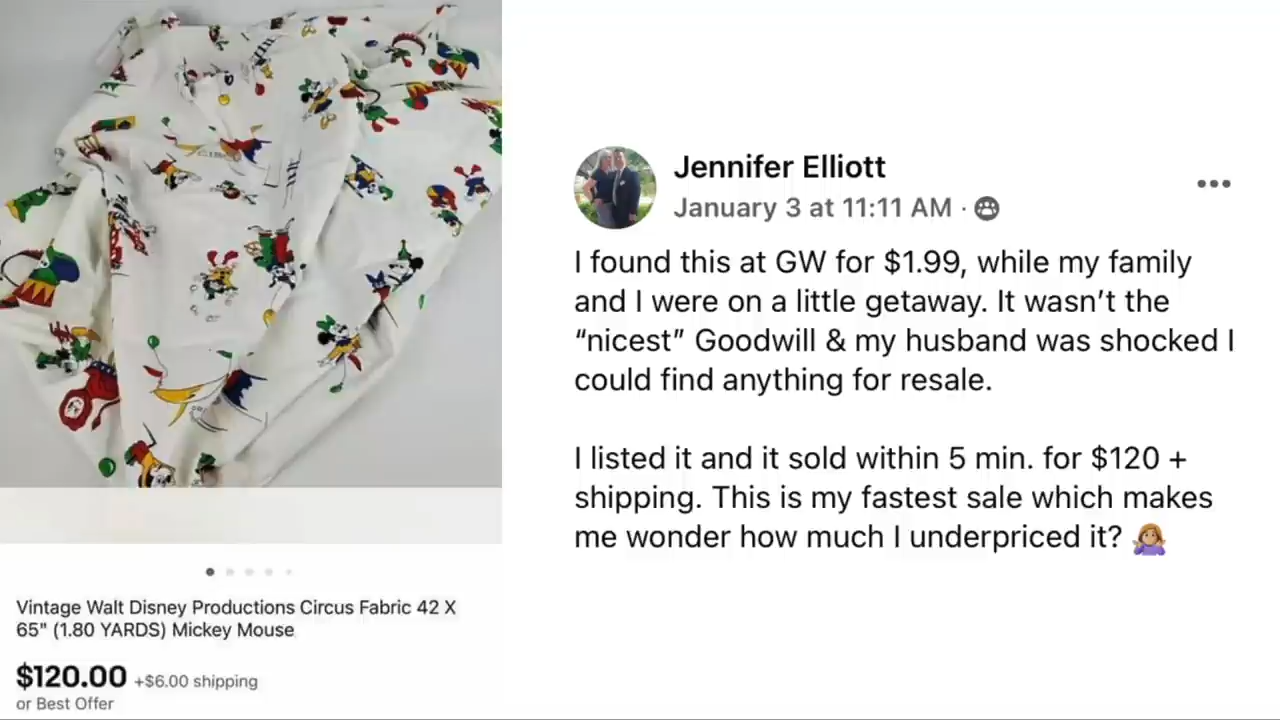 Jennifer Elliott
January 3 at 11:11 AM ·
I found this at GW for $1.99, while my family
and I were on a little getaway. It wasn’t the
“nicest” Goodwill & my husband was shocked I
could find anything for resale.
I listed it and it sold within 5 min. for $120 +
shipping. This is my fastest sale which makes
me wonder how much I underpriced it? 🤷🏼‍♀️
Vintage Walt Disney Productions Circus Fabric 42 X
65" (1.80 YARDS) Mickey Mouse
$120.00 +$6.00 shipping
or Best Offer